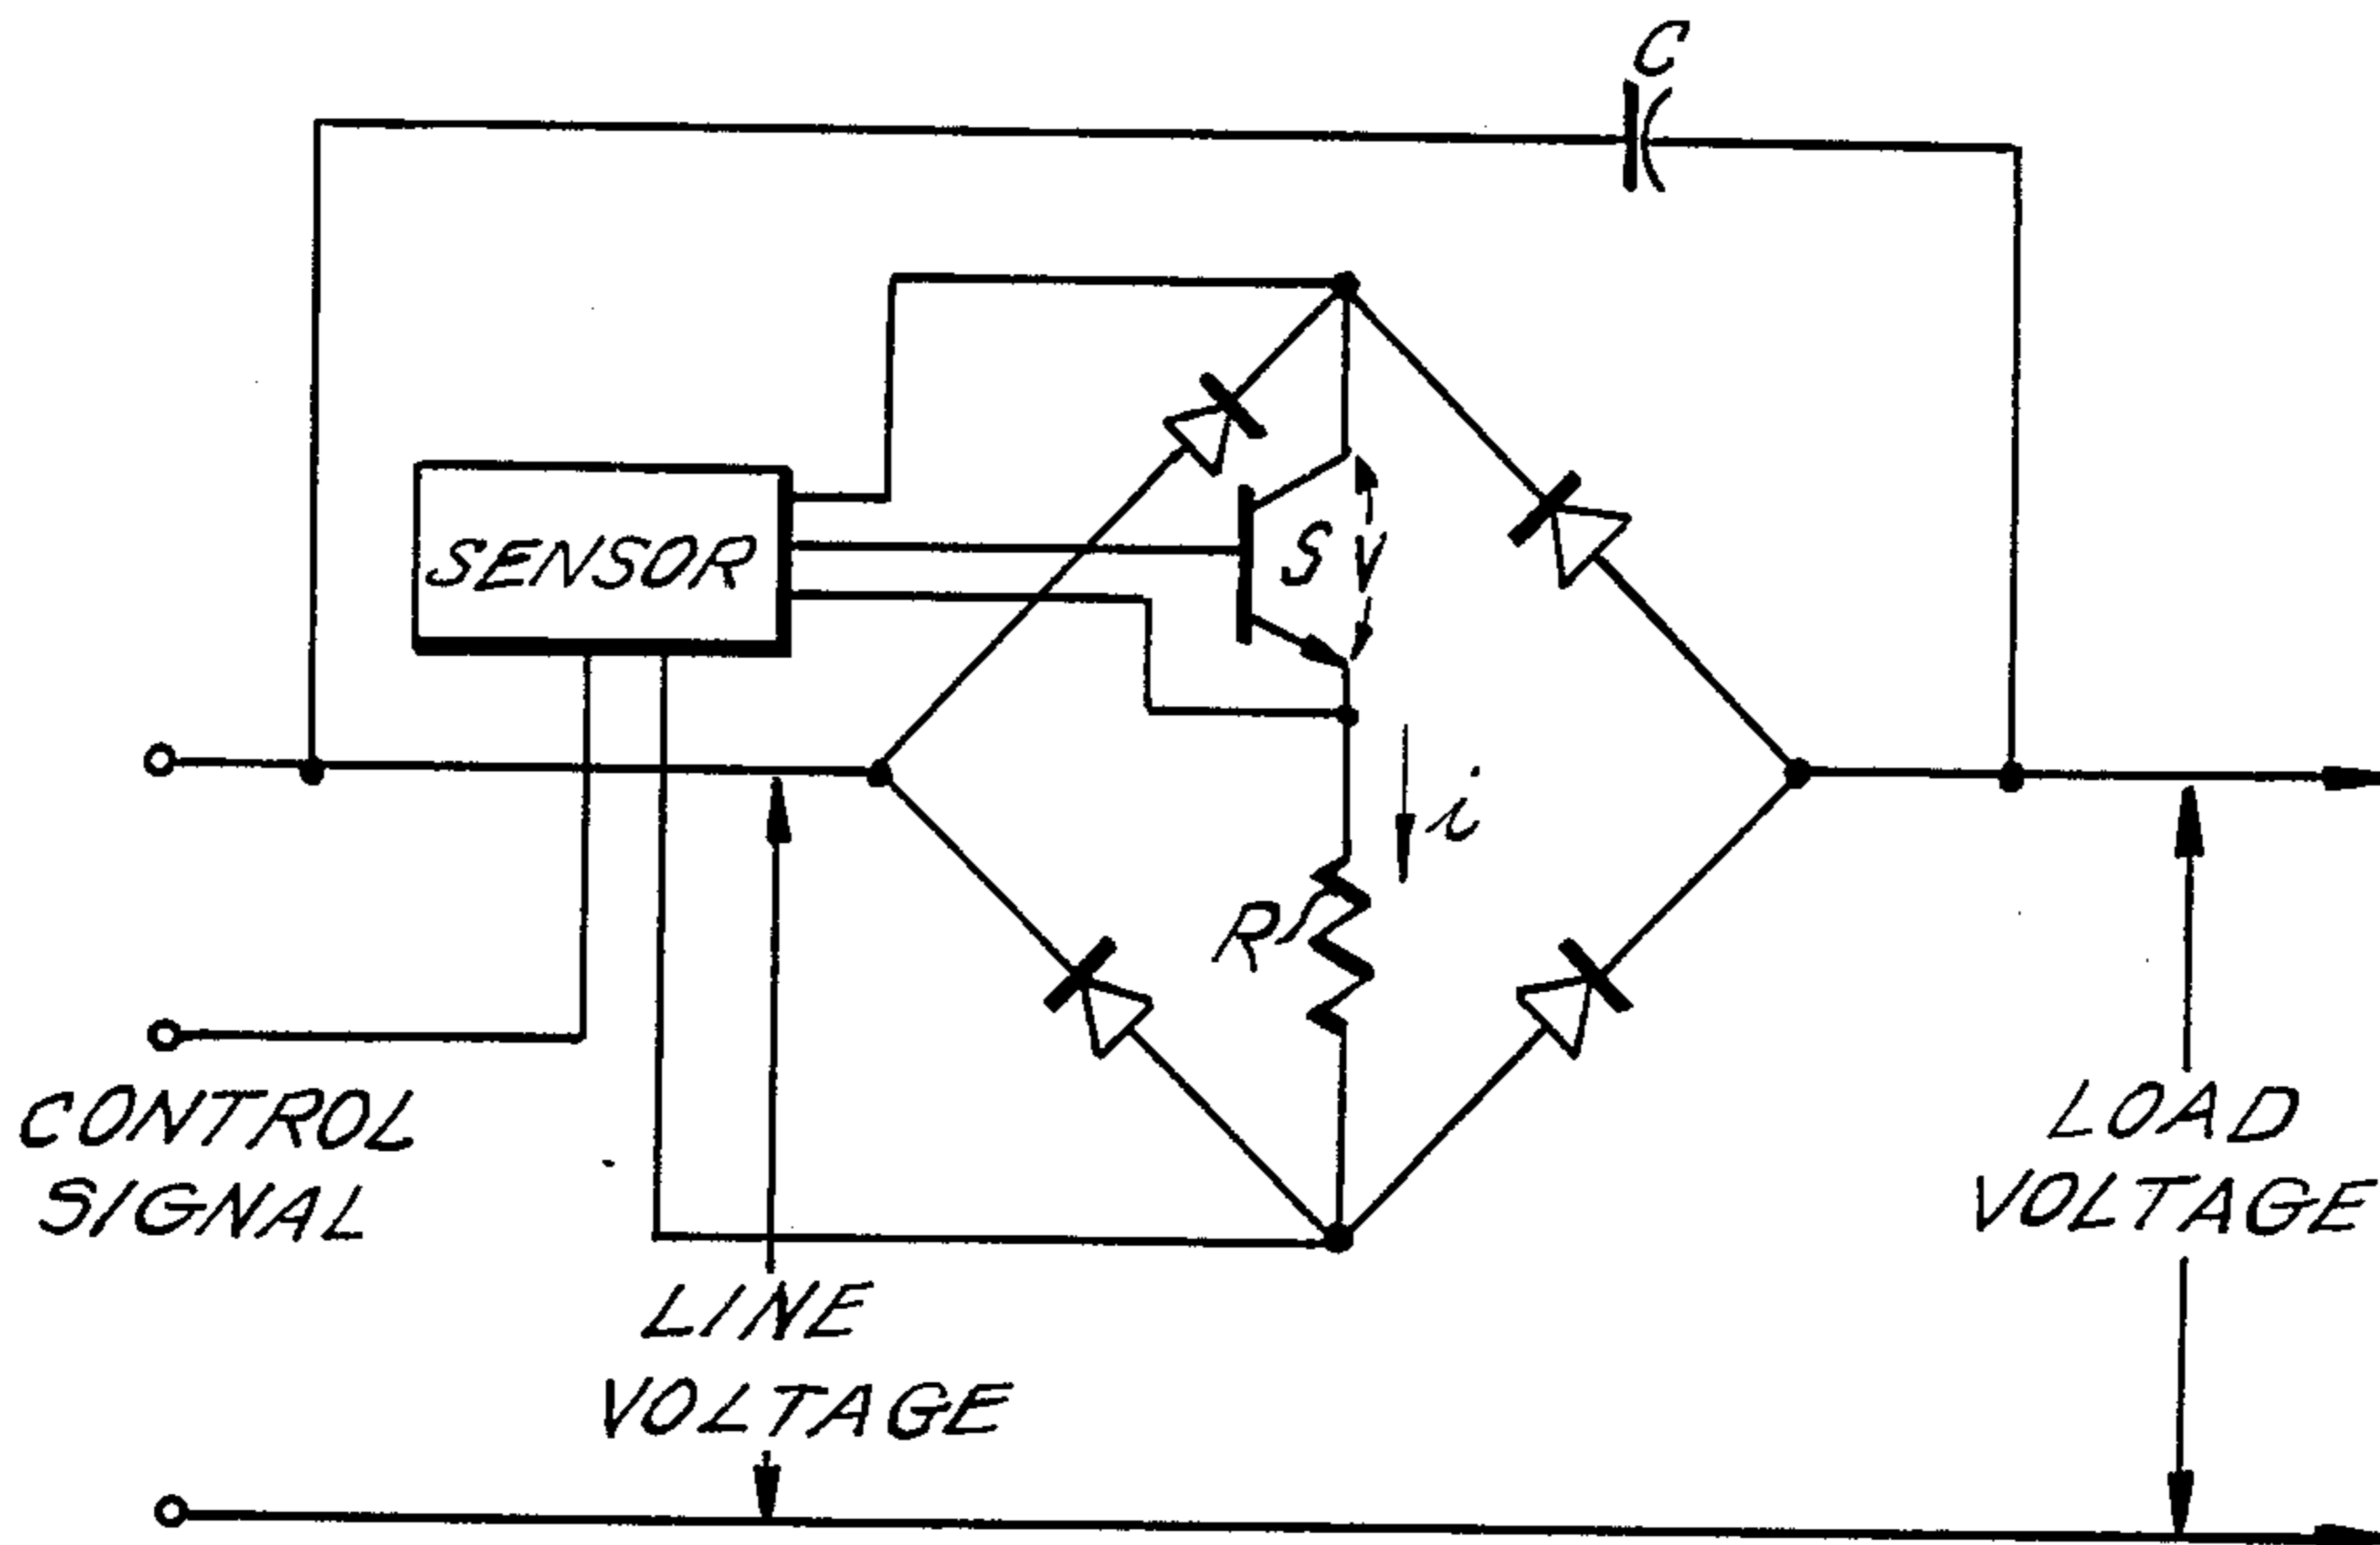 C
SENSOR
S V
i
R
CONTROL
SIGNAL
LOAD
VOLTAGE
LINE
VOLTAGE